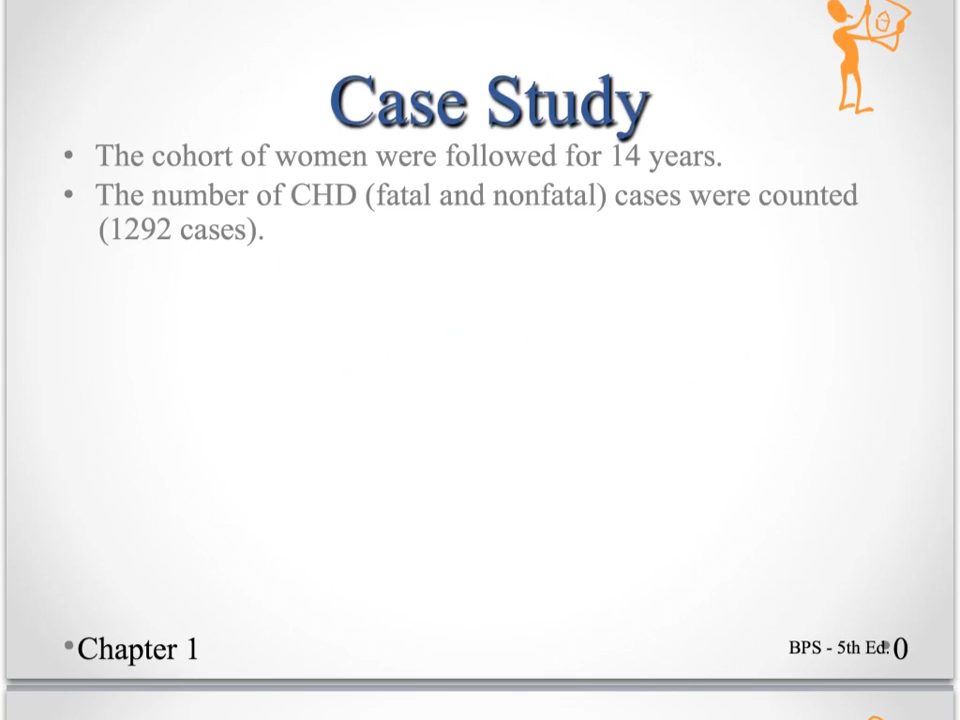 Case Study
• The cohort of women were followed for 14 years.
• The number of CHD (fatal and nonfatal) cases were counted
(1292 cases).
•Chapter 1
BPS - 5th Ed.
•0